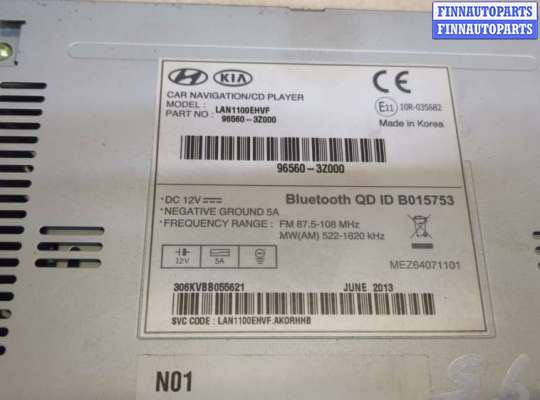 FINNAUTOPARTS
FINNAUTOPARTS
HYUNDAI KIA
CAR NAVIGATION/CD PLAYER
MODEL : LAN1100EHVF
PART NO : 96560-3Z000
CE
E11 10R-035682
Made in Korea
96560-3Z000
·DC 12V
·NEGATIVE GROUND 5A
·FREQUENCY RANGE : FM 87.5-108 MHz
MW(AM) 522-1620 kHz
Bluetooth QD ID B015753
12V 5A
MEZ64071101
306KVBB055621
JUNE 2013
SVC CODE : LAN1100EHVF.AKORHHB
N01